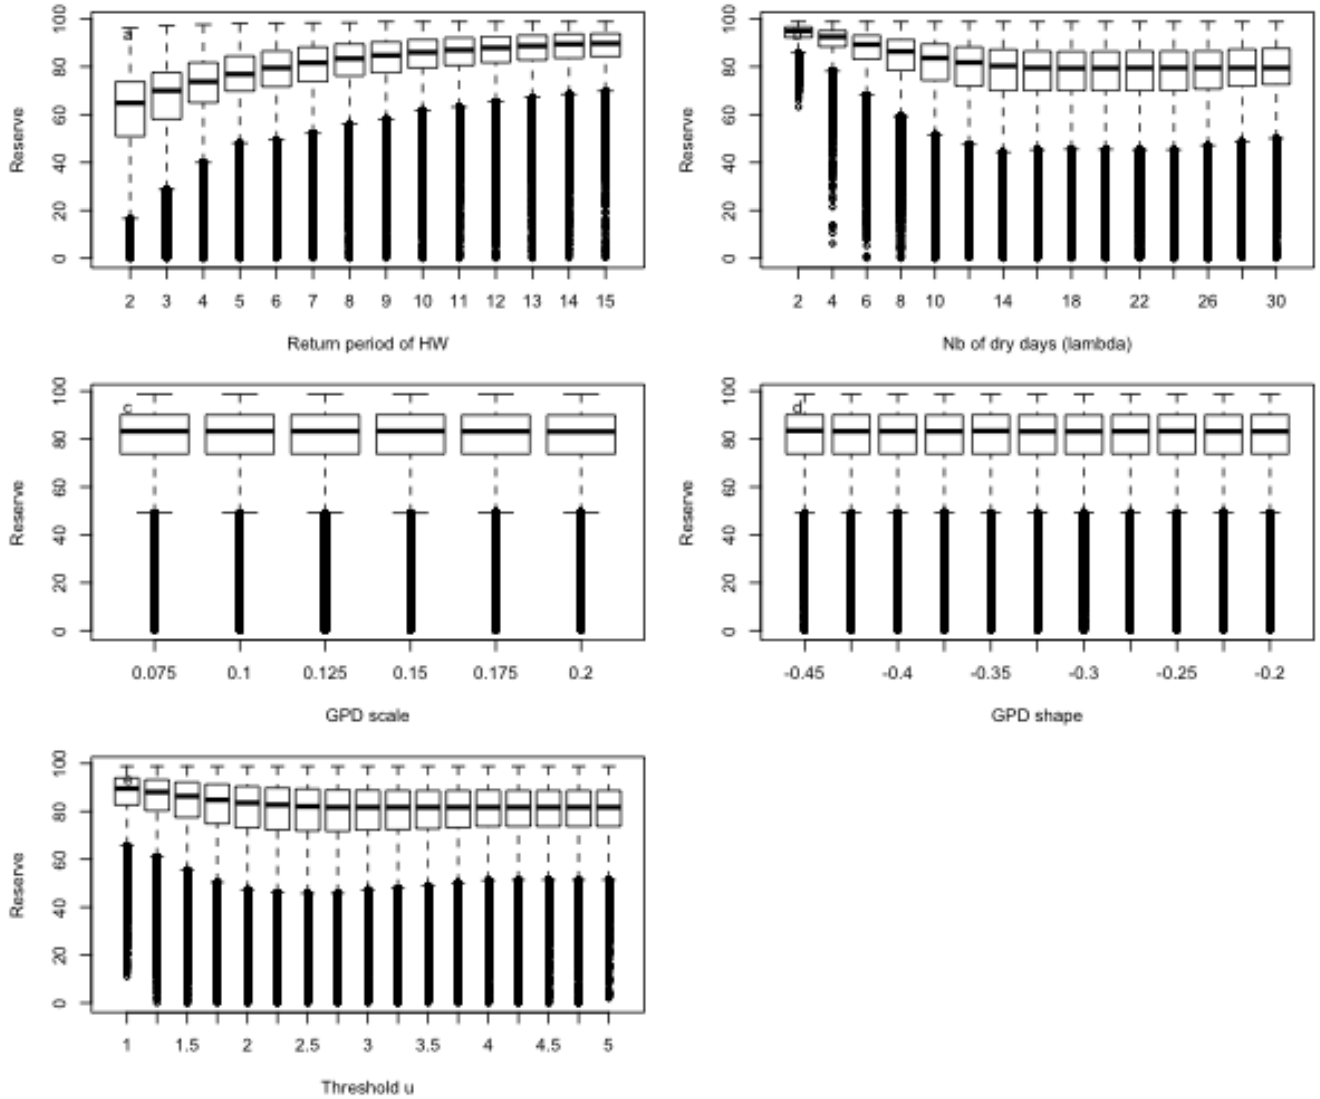 a
b
Reserve
0 20 40 60 80 100
2 3 4 5 6 7 8 9 10 11 12 13 14 15
Return period of HW
Reserve
0 20 40 60 80 100
2 4 6 8 10 14 18 22 26 30
Nb of dry days (lambda)
c
Reserve
0 20 40 60 80 100
0.075 0.1 0.125 0.15 0.175 0.2
GPD scale
d
Reserve
0 20 40 60 80 100
-0.45 -0.4 -0.35 -0.3 -0.25 -0.2
GPD shape
e
Reserve
0 20 40 60 80 100
1 1.5 2 2.5 3 3.5 4 4.5 5
Threshold u